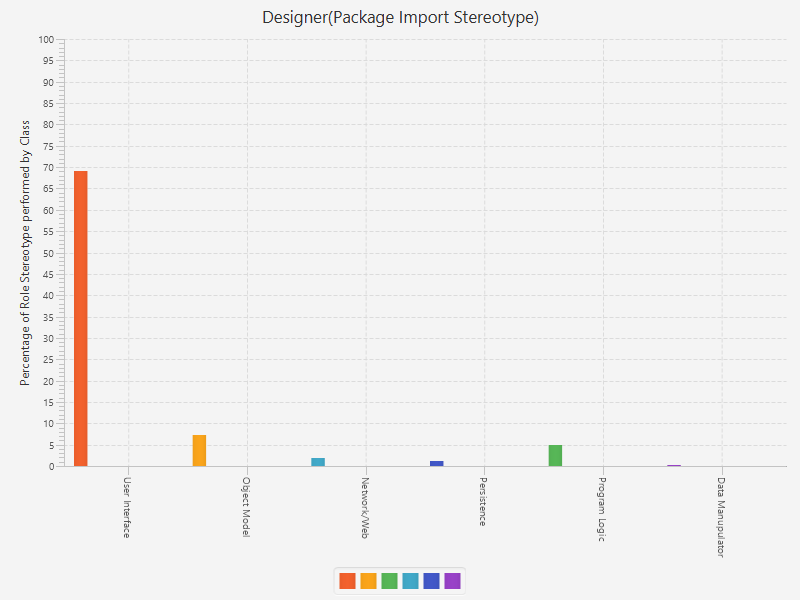 Designer(Package Import Stereotype)
Percentage of Role Stereotype performed by Class
100
95
90
85
80
75
70
65
60
55
50
45
40
35
30
25
20
15
10
5
0
User Interface
Object Model
Network/Web
Persistence
Program Logic
Data Manupulator